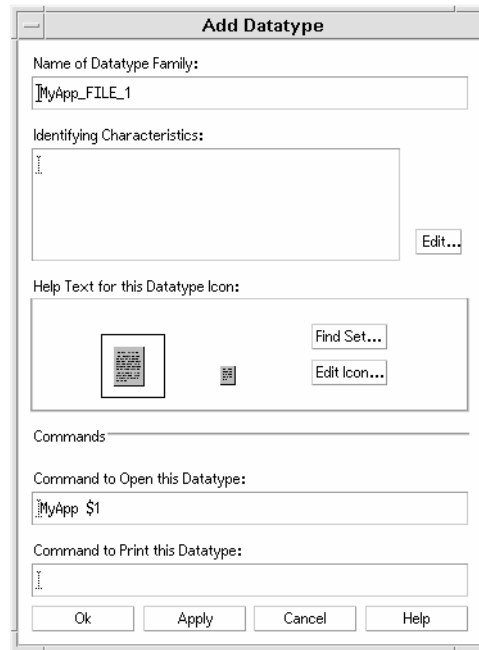 Add Datatype
Name of Datatype Family:
MyApp_FILE_1
Identifying Characteristics:
Edit...
Help Text for this Datatype Icon:
Find Set...
Edit Icon...
Commands
Command to Open this Datatype:
MyApp $1
Command to Print this Datatype:
Ok Apply Cancel Help